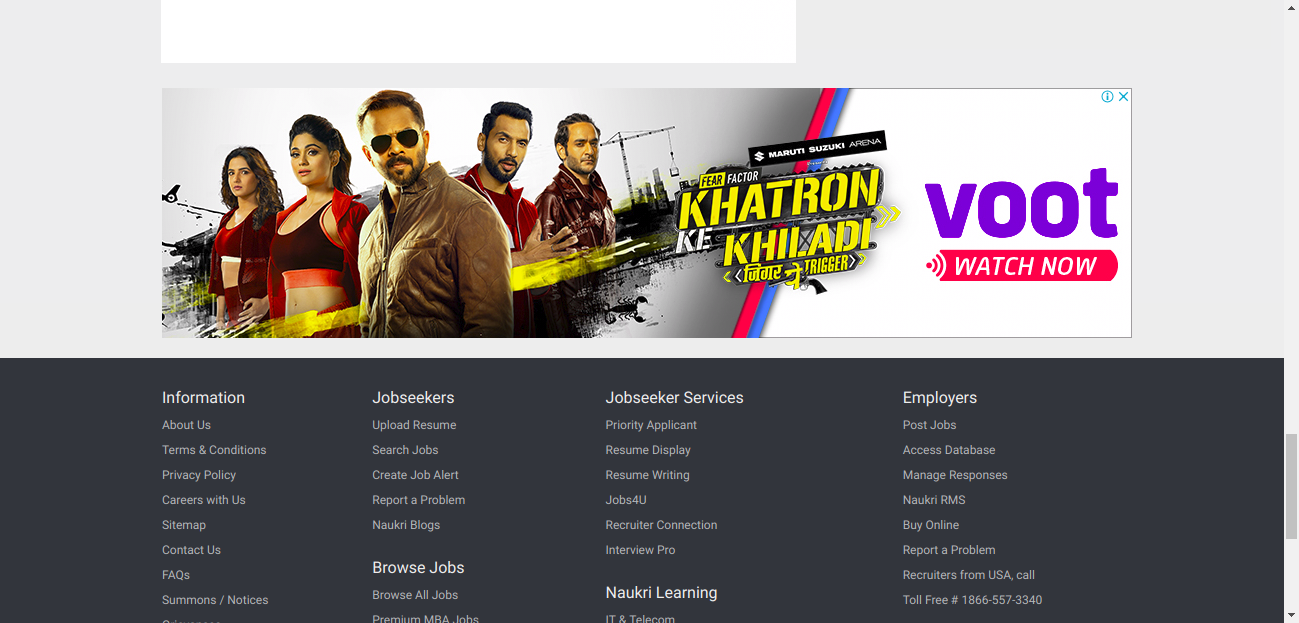 MARUTI SUZUKI ARENA
FEAR FACTOR
KHATRON
KE KHILADI
जिगर पे TRIGGER
voot
WATCH NOW
Information
About Us
Terms & Conditions
Privacy Policy
Careers with Us
Sitemap
Contact Us
FAQs
Summons / Notices
Jobseekers
Upload Resume
Search Jobs
Create Job Alert
Report a Problem
Naukri Blogs
Browse Jobs
Browse All Jobs
Premium MBA Jobs
Jobseeker Services
Priority Applicant
Resume Display
Resume Writing
Jobs4U
Recruiter Connection
Interview Pro
Naukri Learning
IT & Telecom
Employers
Post Jobs
Access Database
Manage Responses
Naukri RMS
Buy Online
Report a Problem
Recruiters from USA, call
Toll Free # 1866-557-3340